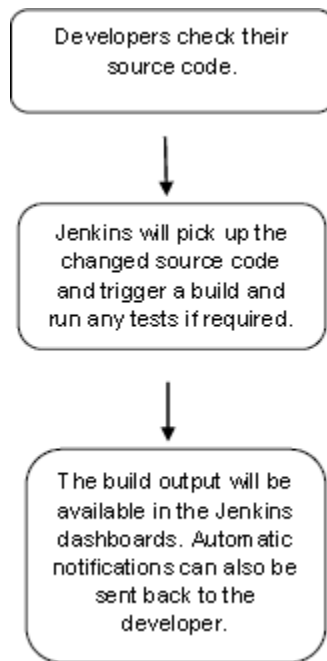 Developers check their
source code.
Jenkins will pick up the
changed source code
and trigger a build and
run any tests if required.
The build output will be
available in the Jenkins
dashboards. Automatic
notifications can also be
sent back to the
developer.